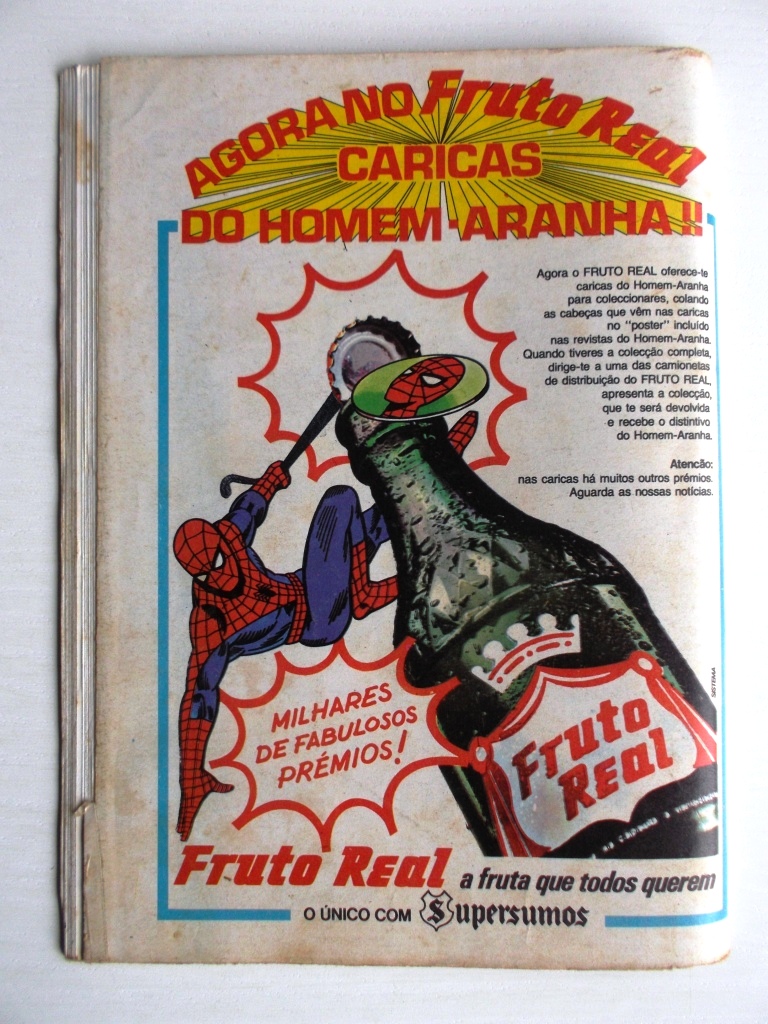 AGORA NO Fruto Real
CARICAS
DO HOMEM-ARANHA!!
Agora o FRUTO REAL oferece-te
caricas do Homem-Aranha
para coleccionares, colando
as cabeças que vêm nas caricas
no "poster" incluído
nas revistas do Homem-Aranha.
Quando tiveres a colecção completa,
dirige-te a uma das camionetas
de distribuição do FRUTO REAL,
apresenta a colecção,
que te será devolvida
e recebe o distintivo
do Homem-Aranha.
Atencão:
nas caricas há muitos outros prémios.
Aguarda as nossas notícias.
SISTEMA
MILHARES
DE FABULOSOS
PRÉMIOS!
Fruto
Real
Fruto Real a fruta que todos querem
O ÚNICO COM Supersumos